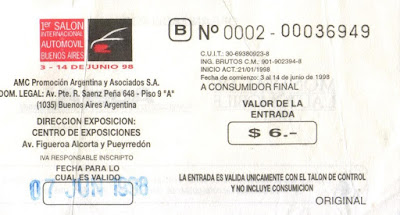 1er SALON
INTERNACIONAL
AUTOMOVIL
BUENOS AIRES
3 - 14 DE JUNIO 98
AMC Promoción Argentina y Asociados S.A.
DOM. LEGAL: Av. Pte. R. Saenz Peña 648 - Piso 9 "A"
(1035) Buenos Aires Argentina
DIRECCION EXPOSICION:
CENTRO DE EXPOSICIONES
Av. Figueroa Alcorta y Pueyrredón
IVA RESPONSABLE INSCRIPTO
FECHA PARA LO
CUAL ES VALIDO
07 JUN 1998
B Nº 0002-00036949
C.U.I.T: 30-69380923-8
ING. BRUTOS C.M. 901-902394-8
INICIO ACT. 21/01/1998
Fecha de comienzo: 3 al 14 de junio de 1998
A CONSUMIDOR FINAL
VALOR DE LA
ENTRADA
$ 6.-
LA ENTRADA ES VALIDA UNICAMENTE CON EL TALON DE CONTROL
Y NO INCLUYE CONSUMICION
ORIGINAL